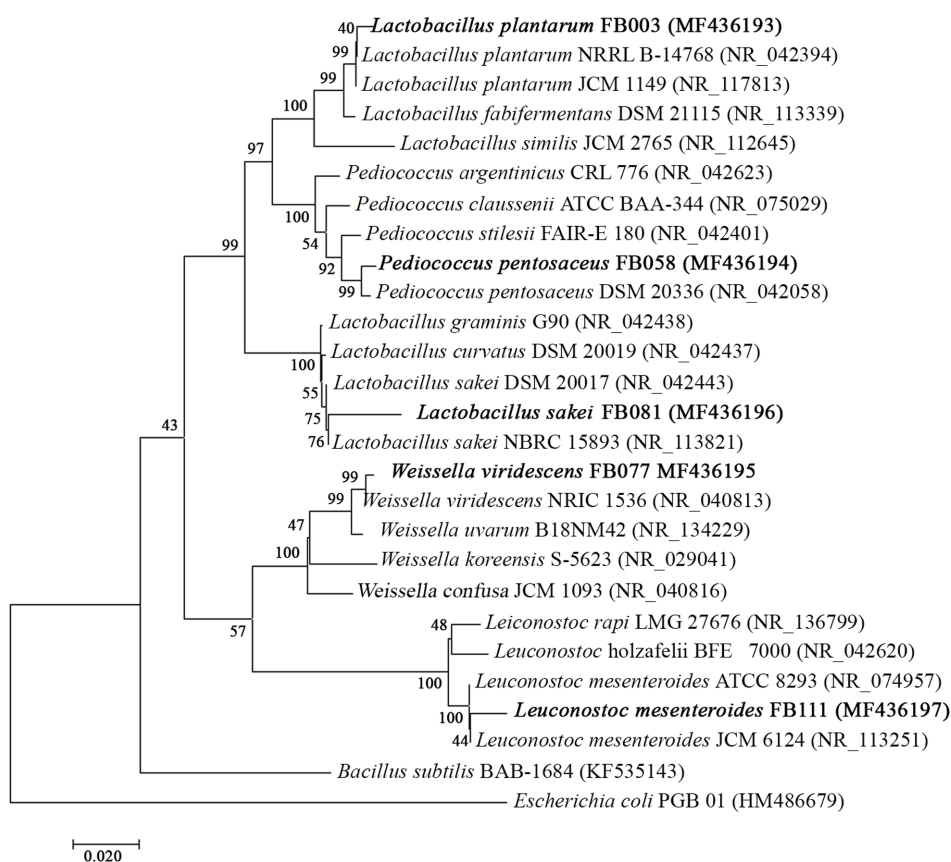 40 Lactobacillus plantarum FB003 (MF436193)
99 Lactobacillus plantarum NRRL B-14768 (NR_042394)
99 Lactobacillus plantarum JCM 1149 (NR_117813)
100 Lactobacillus fabifermentans DSM 21115 (NR_113339)
Lactobacillus similis JCM 2765 (NR_112645)
97
Pediococcus argentinicus CRL 776 (NR_042623)
100 Pediococcus claussenii ATCC BAA-344 (NR_075029)
54 Pediococcus stilesii FAIR-E 180 (NR_042401)
99 92 Pediococcus pentosaceus FB058 (MF436194)
99 Pediococcus pentosaceus DSM 20336 (NR_042058)
Lactobacillus graminis G90 (NR_042438)
Lactobacillus curvatus DSM 20019 (NR_042437)
100
Lactobacillus sakei DSM 20017 (NR_042443)
55
Lactobacillus sakei FB081 (MF436196)
43 75
76 Lactobacillus sakei NBRC 15893 (NR_113821)
Weissella viridescens FB077 MF436195
99
99 Weissella viridescens NRIC 1536 (NR_040813)
47 Weissella uvarum B18NM42 (NR_134229)
100 Weissella koreensis S-5623 (NR_029041)
Weissella confusa JCM 1093 (NR_040816)
57 48 Leiconostoc rapi LMG 27676 (NR_136799)
Leuconostoc holzafelii BFE 7000 (NR_042620)
100 Leuconostoc mesenteroides ATCC 8293 (NR_074957)
100 Leuconostoc mesenteroides FB111 (MF436197)
44 Leuconostoc mesenteroides JCM 6124 (NR_113251)
Bacillus subtilis BAB-1684 (KF535143)
Escherichia coli PGB 01 (HM486679)
0.020